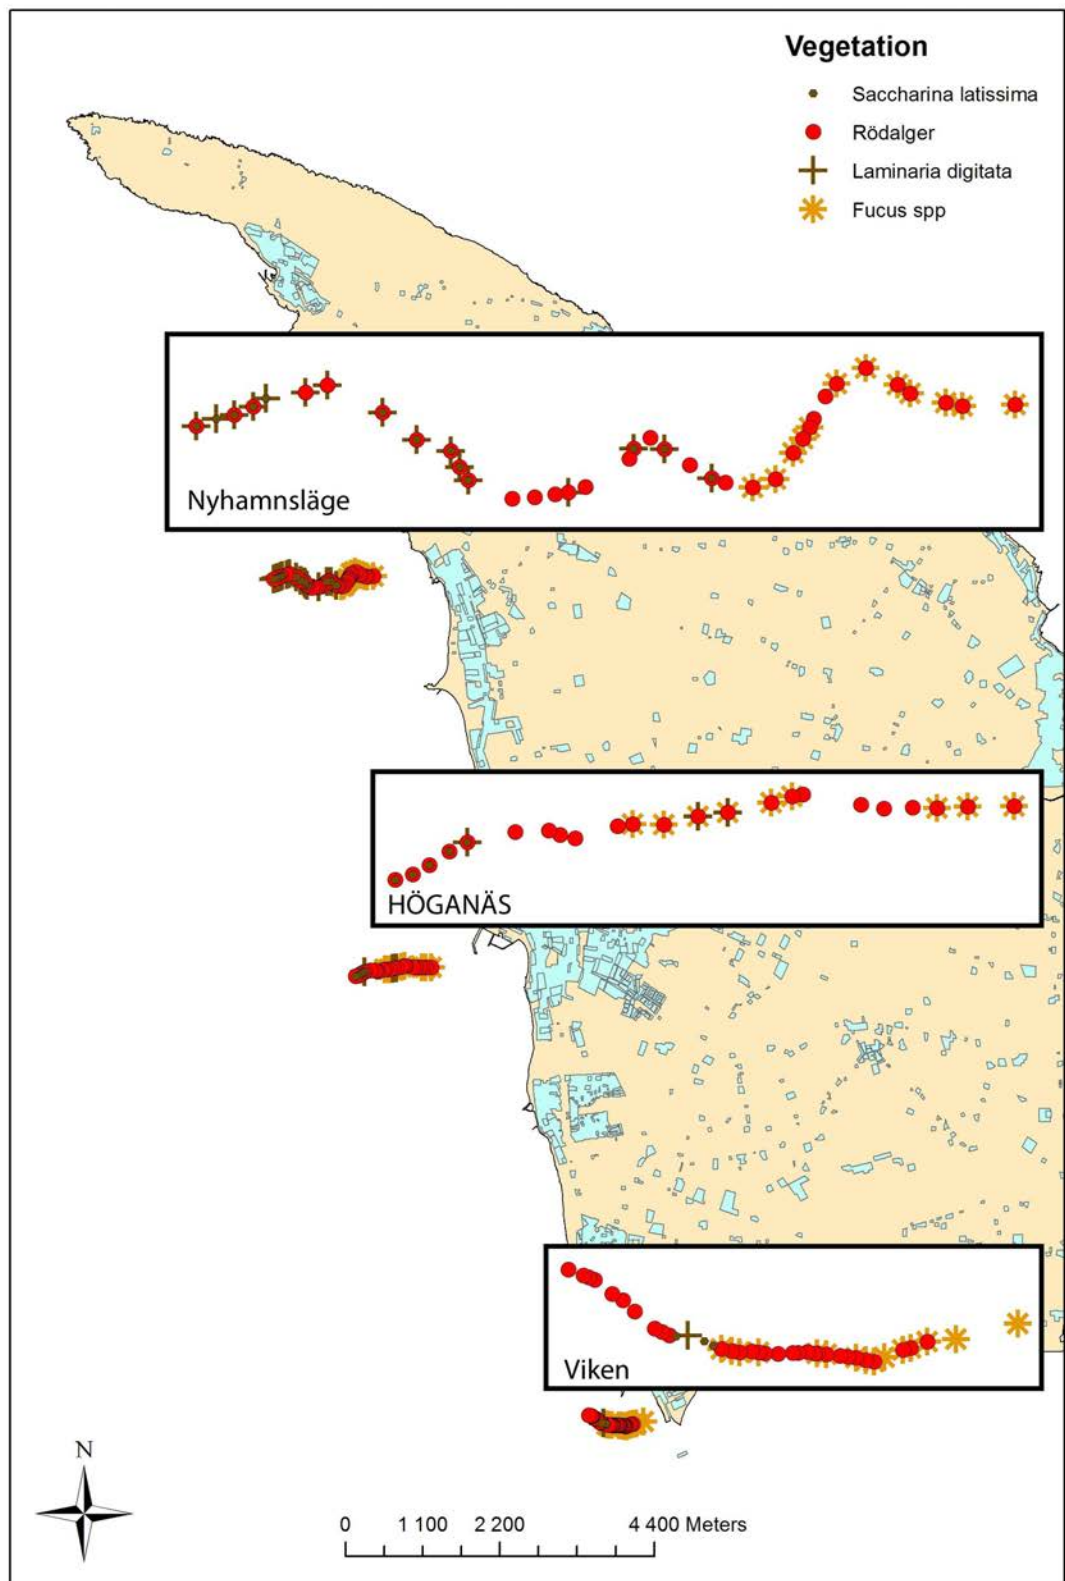 Vegetation
Saccharina latissima
Rödalger
Laminaria digitata
Fucus spp
Nyhamnsläge
HÖGANÄS
Viken
N
0 1 100 2 200 4 400 Meters